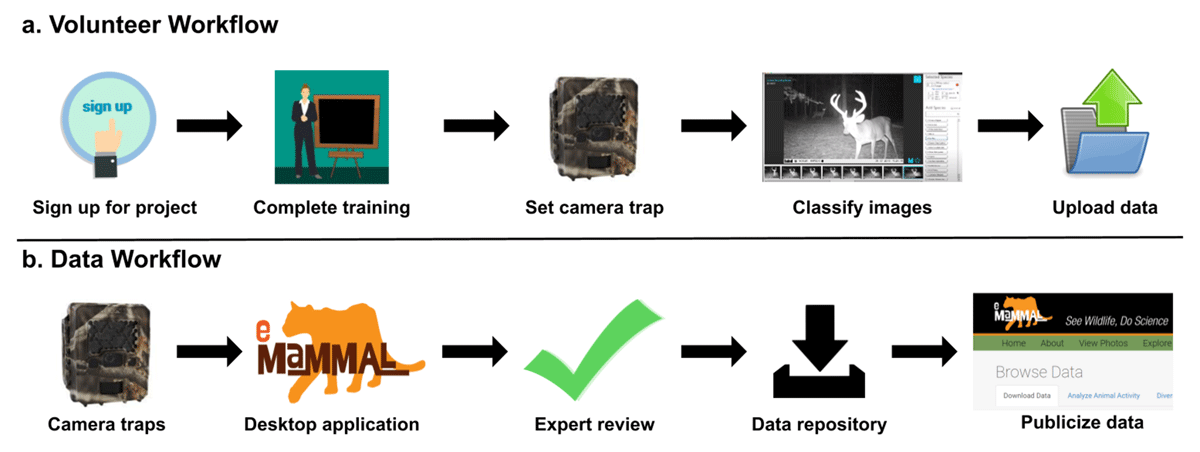 a. Volunteer Workflow
sign up
Sign up for project
Complete training
Set camera trap
Classify images
Upload data
b. Data Workflow
e
MaMMAL
e
MaMMAL
See Wildlife, Do Science
Home About View Photos Explore
Browse Data
Download Data Analyze Animal Activity Diver
Camera traps
Desktop application
Expert review
Data repository
Publicize data